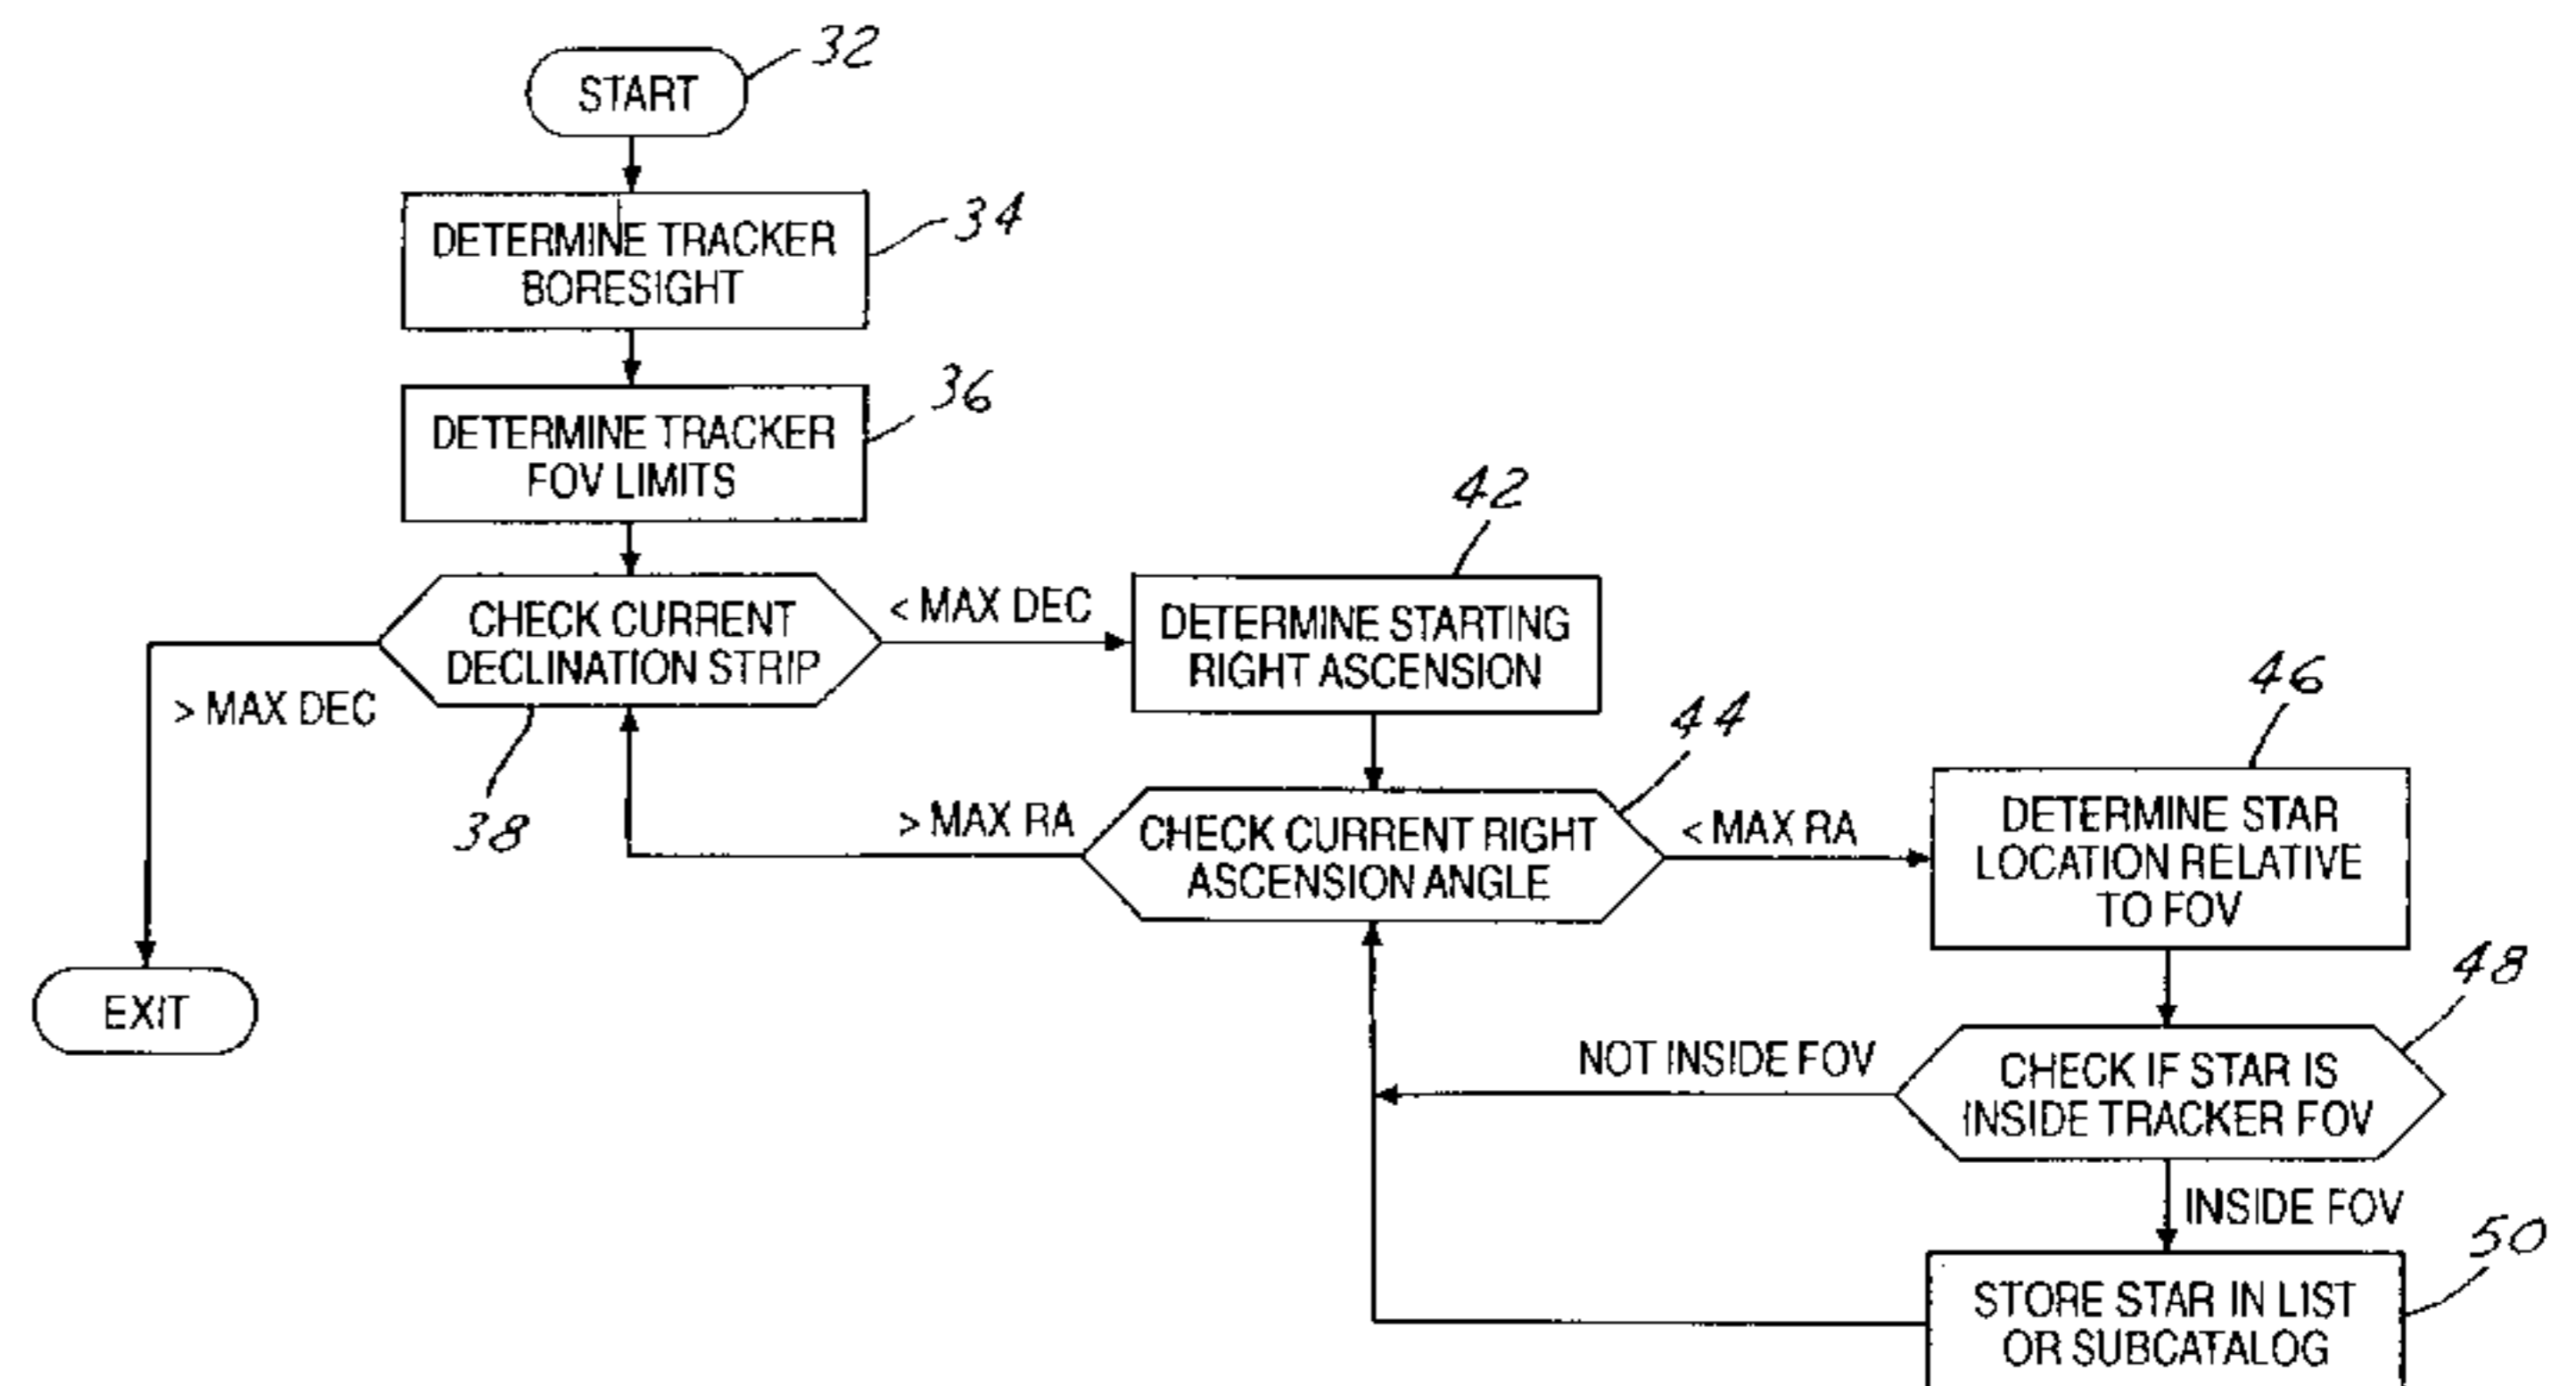 START
32
DETERMINE TRACKER
BORESIGHT
34
DETERMINE TRACKER
FOV LIMITS
36
CHECK CURRENT
DECLINATION STRIP
38
> MAX DEC
EXIT
< MAX DEC
42
DETERMINE STARTING
RIGHT ASCENSION
44
CHECK CURRENT RIGHT
ASCENSION ANGLE
> MAX RA
< MAX RA
46
DETERMINE STAR
LOCATION RELATIVE
TO FOV
48
CHECK IF STAR IS
INSIDE TRACKER FOV
NOT INSIDE FOV
INSIDE FOV
50
STORE STAR IN LIST
OR SUBCATALOG